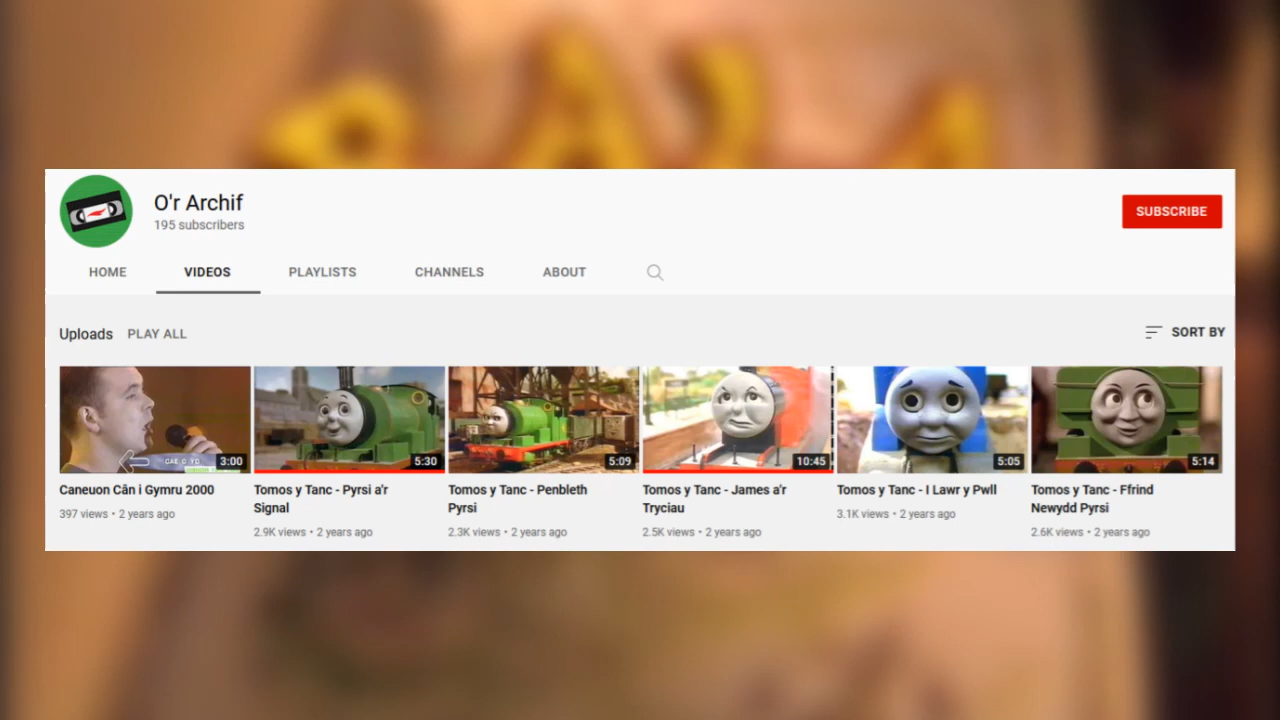 O'r Archif
195 subscribers
SUBSCRIBE
HOME
VIDEOS
PLAYLISTS
CHANNELS
ABOUT
Uploads
PLAY ALL
SORT BY
CAE O YD
3:00
5:30
5:09
10:45
5:05
5:14
Caneuon Cân i Gymru 2000
397 views • 2 years ago
Tomos y Tanc - Pyrsi a'r
Signal
2.9K views • 2 years ago
Tomos y Tanc - Penbleth
Pyrsi
2.3K views • 2 years ago
Tomos y Tanc - James a'r
Tryciau
2.5K views • 2 years ago
Tomos y Tanc - I Lawr y Pwll
3.1K views • 2 years ago
Tomos y Tanc - Ffrind
Newydd Pyrsi
2.6K views • 2 years ago